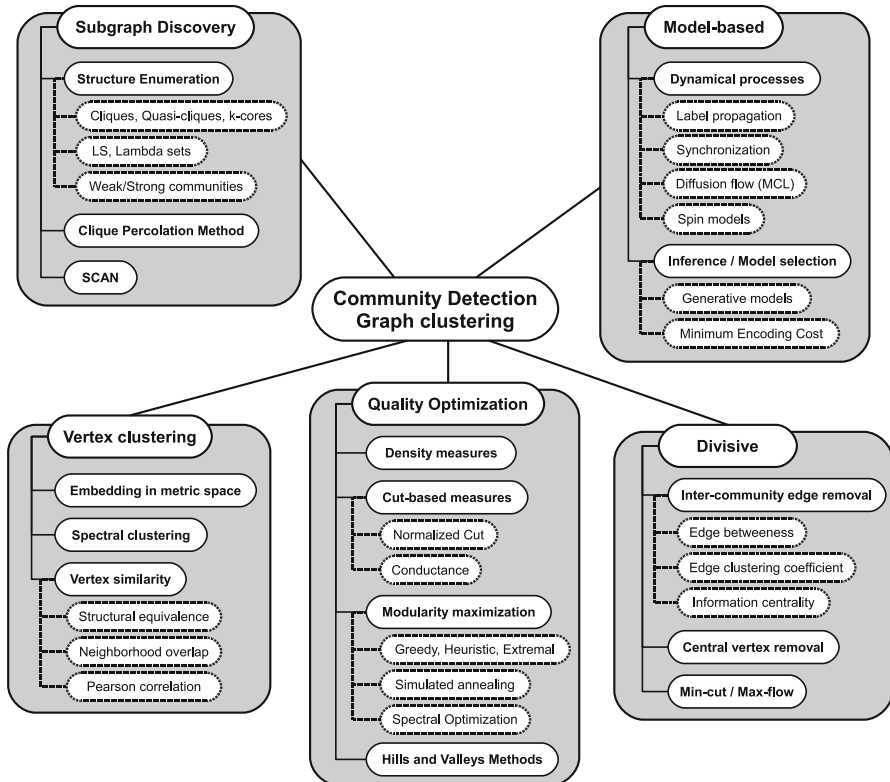 Subgraph Discovery
Structure Enumeration
Cliques, Quasi-cliques, k-cores
LS, Lambda sets
Weak/Strong communities
Clique Percolation Method
SCAN
Model-based
Dynamical processes
Label propagation
Synchronization
Diffusion flow (MCL)
Spin models
Inference / Model selection
Generative models
Minimum Encoding Cost
Community Detection
Graph clustering
Vertex clustering
Embedding in metric space
Spectral clustering
Vertex similarity
Structural equivalence
Neighborhood overlap
Pearson correlation
Quality Optimization
Density measures
Cut-based measures
Normalized Cut
Conductance
Modularity maximization
Greedy, Heuristic, Extremal
Simulated annealing
Spectral Optimization
Hills and Valleys Methods
Divisive
Inter-community edge removal
Edge betweeness
Edge clustering coefficient
Information centrality
Central vertex removal
Min-cut / Max-flow